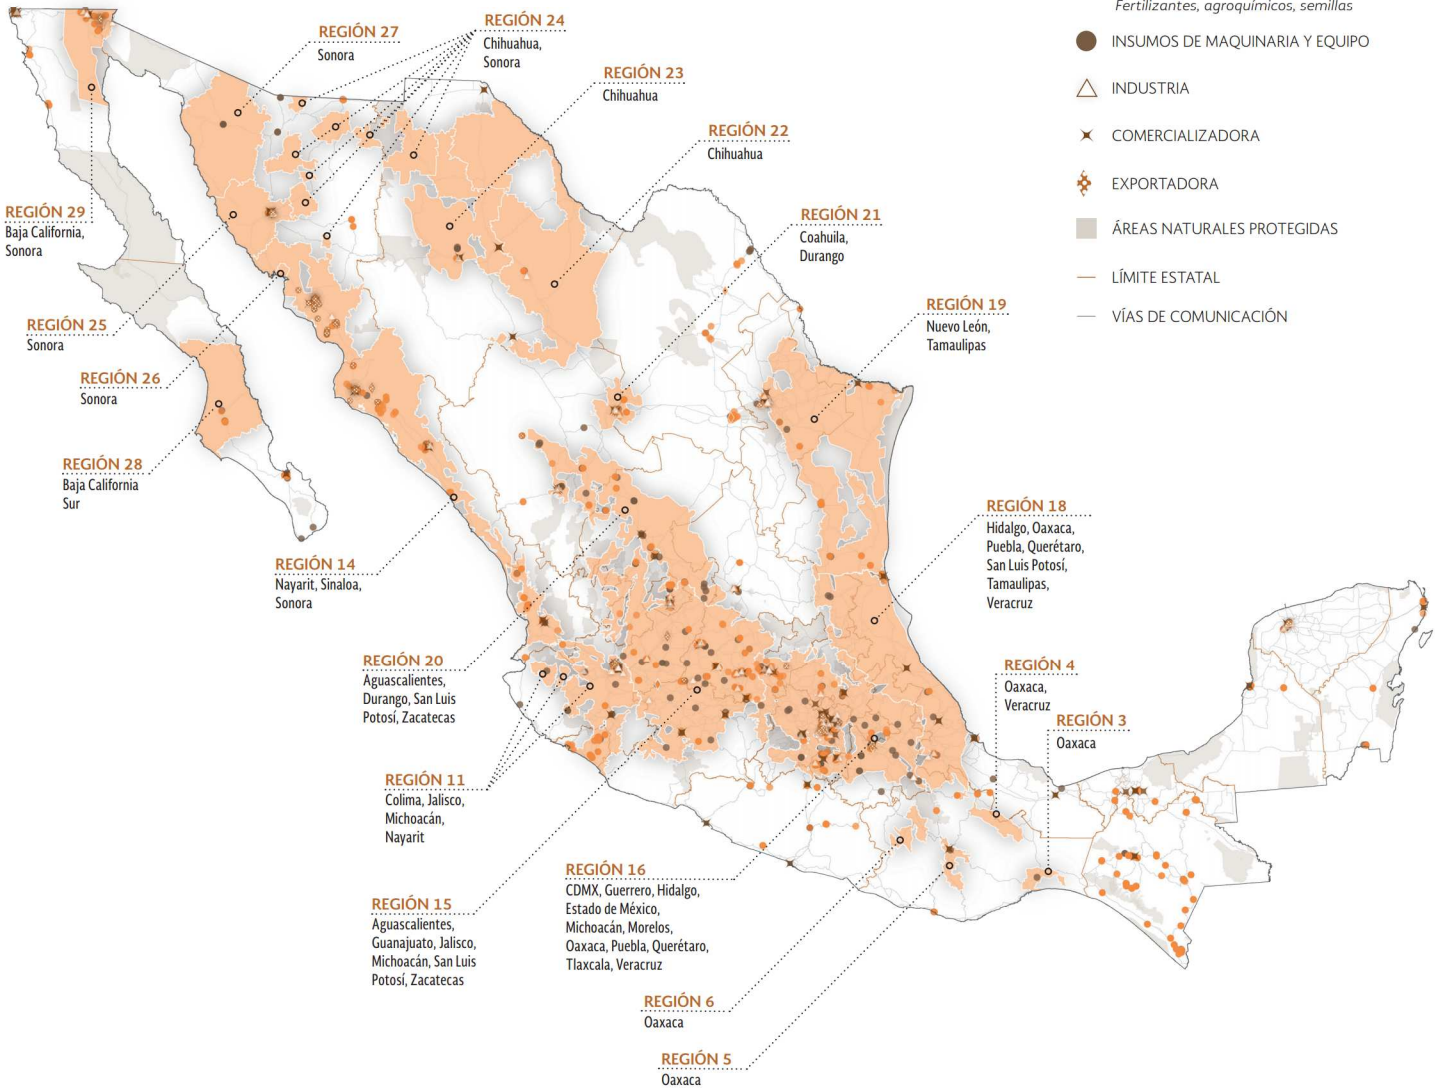 Fertilizantes, agroquímicos, semillas
INSUMOS DE MAQUINARIA Y EQUIPO
INDUSTRIA
COMERCIALIZADORA
EXPORTADORA
ÁREAS NATURALES PROTEGIDAS
LÍMITE ESTATAL
VÍAS DE COMUNICACIÓN
REGIÓN 27
Sonora
REGIÓN 24
Chihuahua,
Sonora
REGIÓN 23
Chihuahua
REGIÓN 22
Chihuahua
REGIÓN 29
Baja California,
Sonora
REGIÓN 21
Coahuila,
Durango
REGIÓN 25
Sonora
REGIÓN 19
Nuevo León,
Tamaulipas
REGIÓN 26
Sonora
REGIÓN 28
Baja California
Sur
REGIÓN 18
Hidalgo, Oaxaca,
Puebla, Querétaro,
San Luis Potosí,
Tamaulipas,
Veracruz
REGIÓN 14
Nayarit, Sinaloa,
Sonora
REGIÓN 20
Aguascalientes,
Durango, San Luis
Potosí, Zacatecas
REGIÓN 4
Oaxaca,
Veracruz
REGIÓN 3
Oaxaca
REGIÓN 11
Colima, Jalisco,
Michoacán,
Nayarit
REGIÓN 16
CDMX, Guerrero, Hidalgo,
Estado de México,
Michoacán, Morelos,
Oaxaca, Puebla, Querétaro,
Tlaxcala, Veracruz
REGIÓN 15
Aguascalientes,
Guanajuato, Jalisco,
Michoacán, San Luis
Potosí, Zacatecas
REGIÓN 6
Oaxaca
REGIÓN 5
Oaxaca